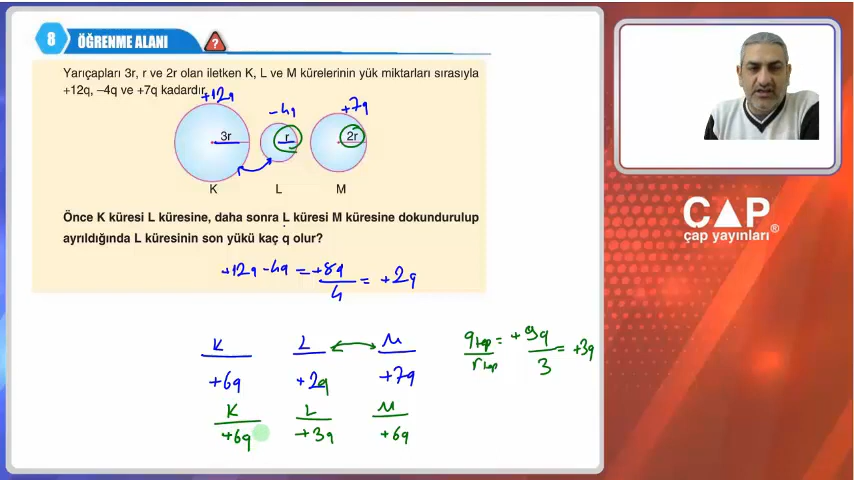 8 ÖĞRENME ALANI ?
Yarıçapları 3r, r ve 2r olan iletken K, L ve M kürelerinin yük miktarları sırasıyla
+12q, –4q ve +7q kadardır.
+12q -4q +7q
3r r 2r
K L M
Önce K küresi L küresine, daha sonra L küresi M küresine dokundurulup
ayrıldığında L küresinin son yükü kaç q olur?
+12q -4q = +8q / 4 = +2q
K L M
+6q +2q +7q
q top / r top = +9q / 3 = +3q
K L M
+6q +3q +6q
ÇAP
çap yayınları®